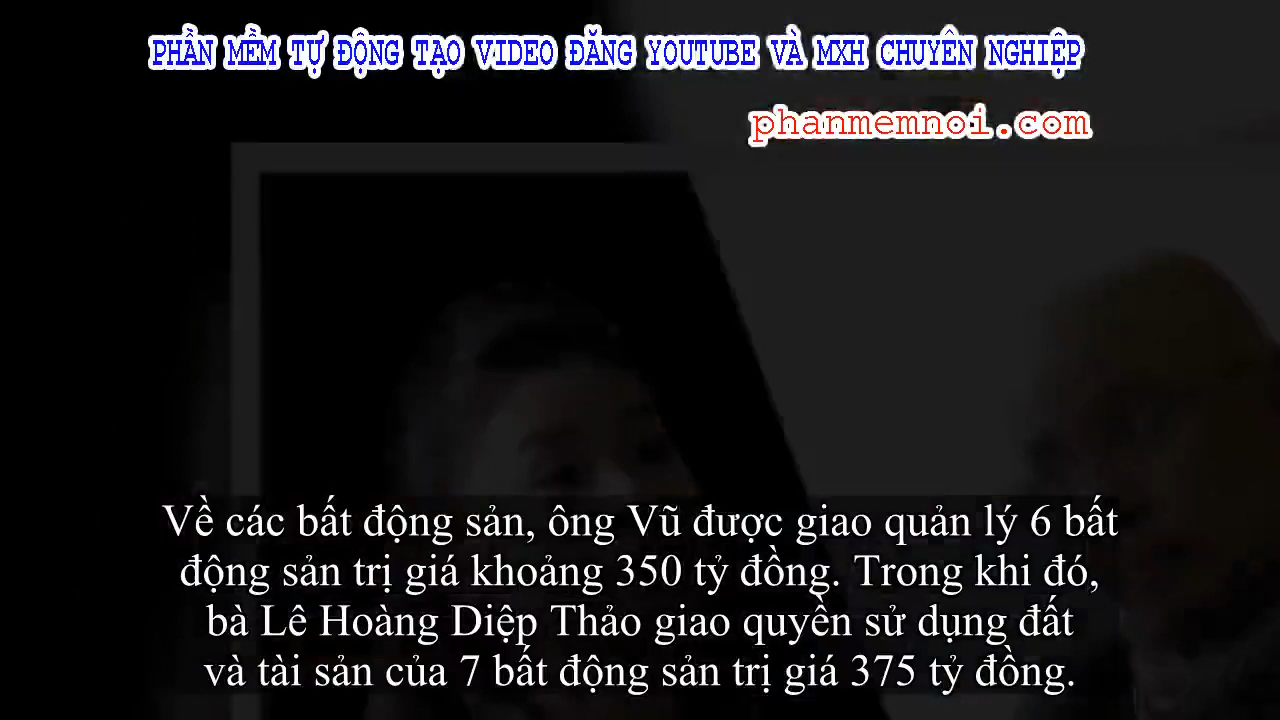 PHẦN MỀM TỰ ĐỘNG TẠO VIDEO ĐĂNG YOUTUBE VÀ MXH CHUYÊN NGHIỆP
phanmemnoi.com
Về các bất động sản, ông Vũ được giao quản lý 6 bất
động sản trị giá khoảng 350 tỷ đồng. Trong khi đó,
bà Lê Hoàng Diệp Thảo giao quyền sử dụng đất
và tài sản của 7 bất động sản trị giá 375 tỷ đồng.